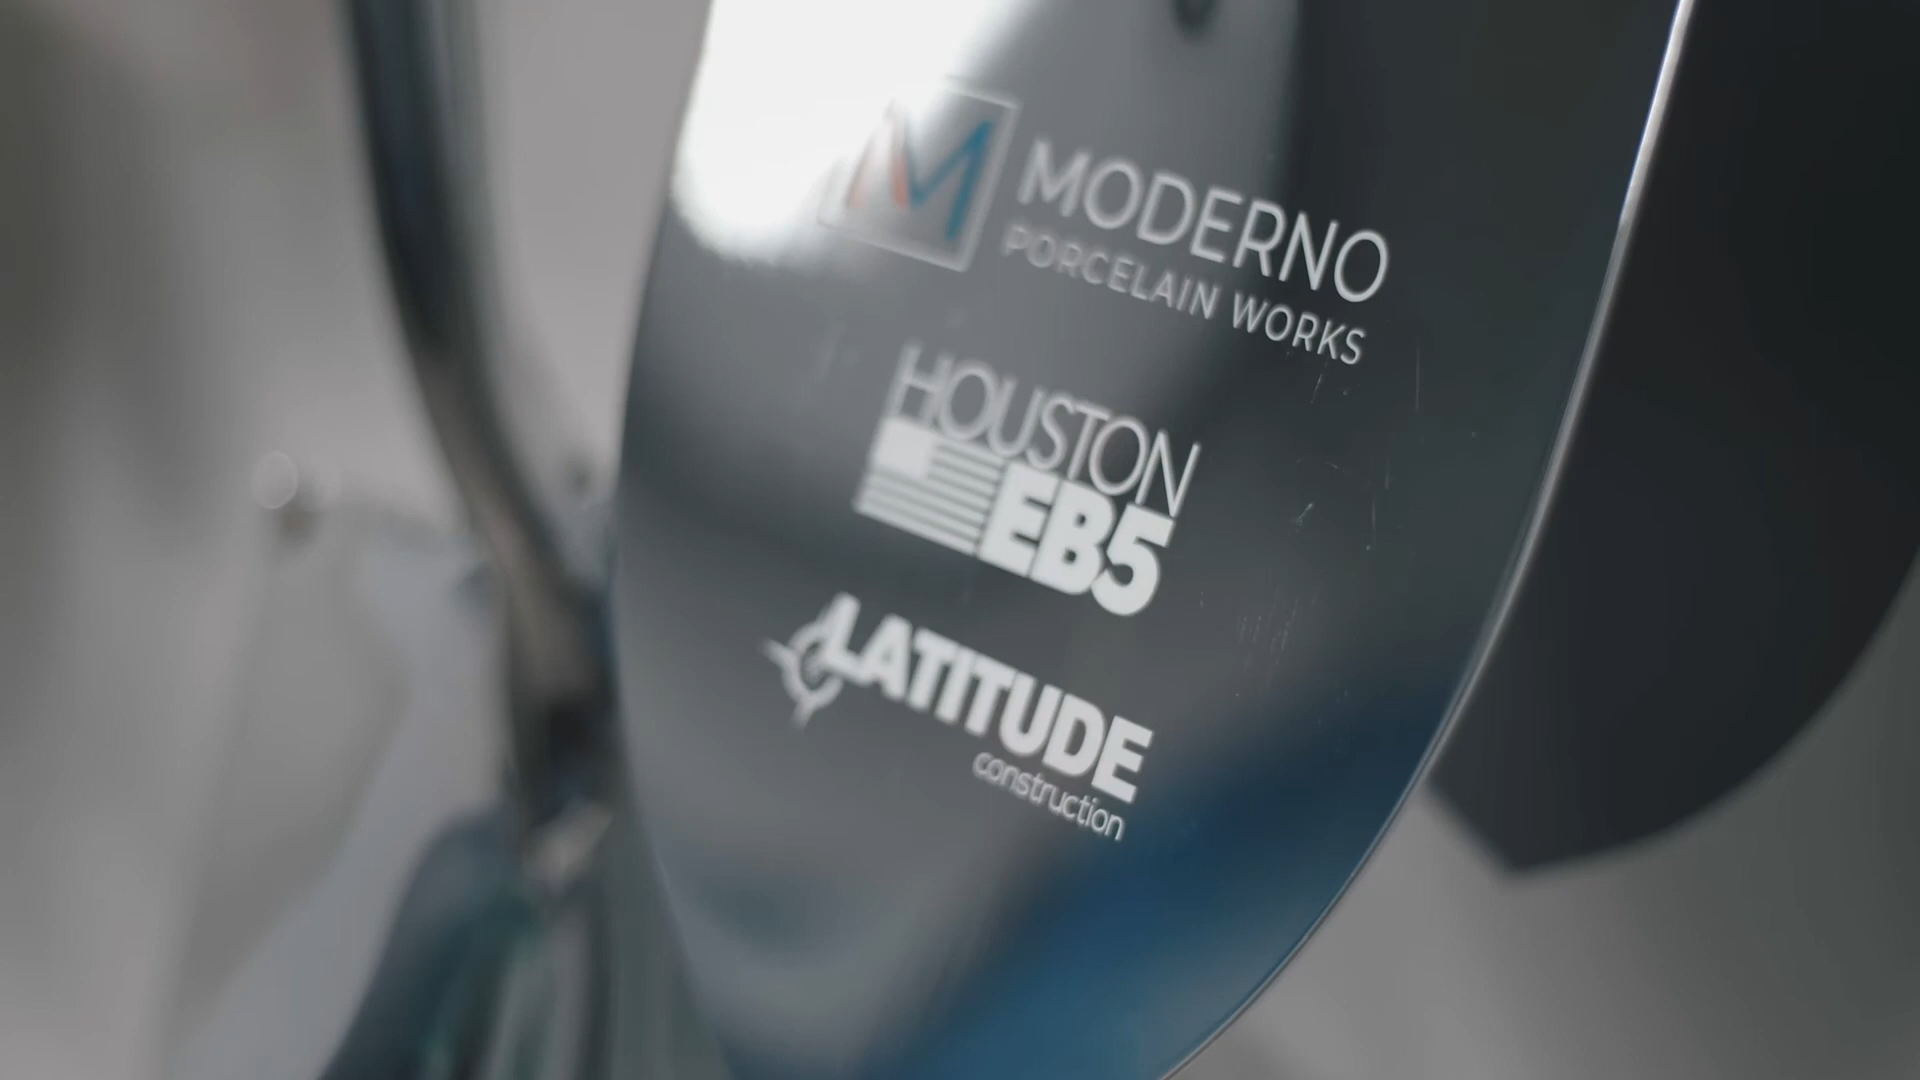 M
MODERNO
PORCELAIN WORKS
HOUSTON
EB5
LATITUDE
construction